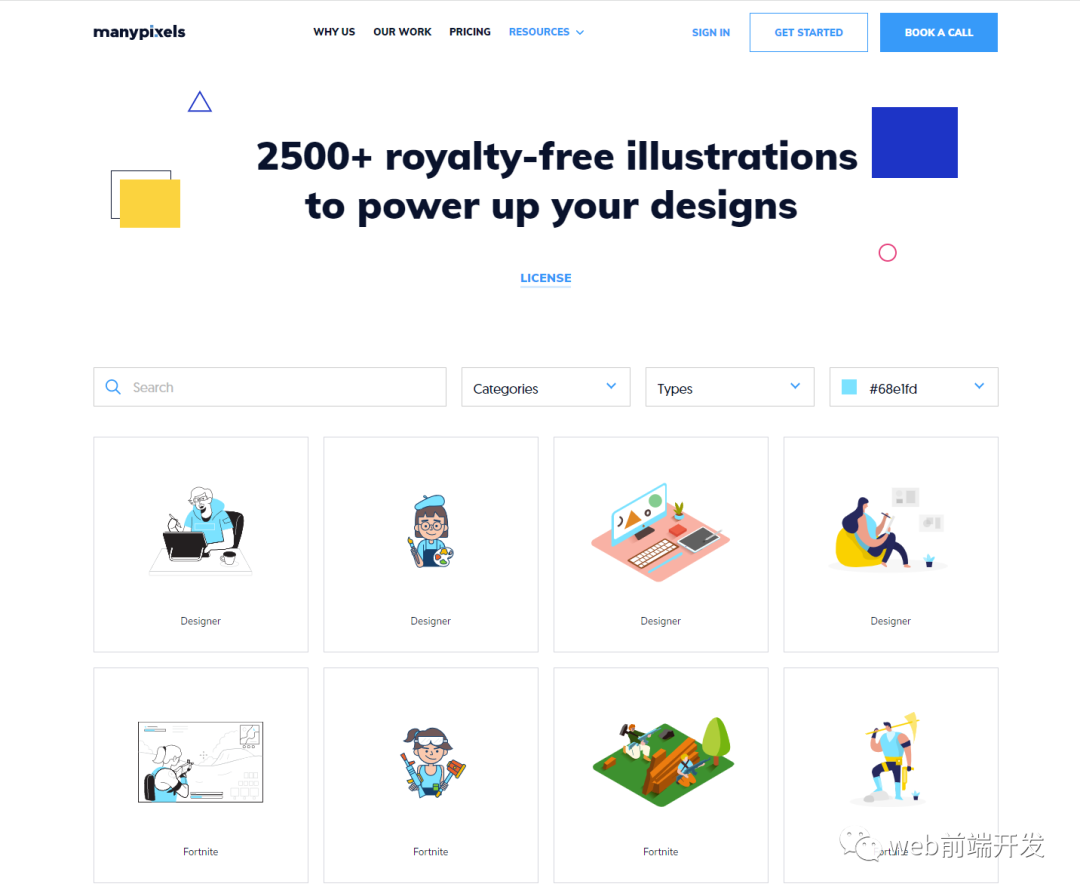 manypixels
WHY US
OUR WORK
PRICING
RESOURCES
SIGN IN
GET STARTED
BOOK A CALL
2500+ royalty-free illustrations
to power up your designs
LICENSE
Search
Categories
Types
#68e1fd
Designer
Designer
Designer
Designer
Fortnite
Fortnite
Fortnite
Fortnite
web前端开发